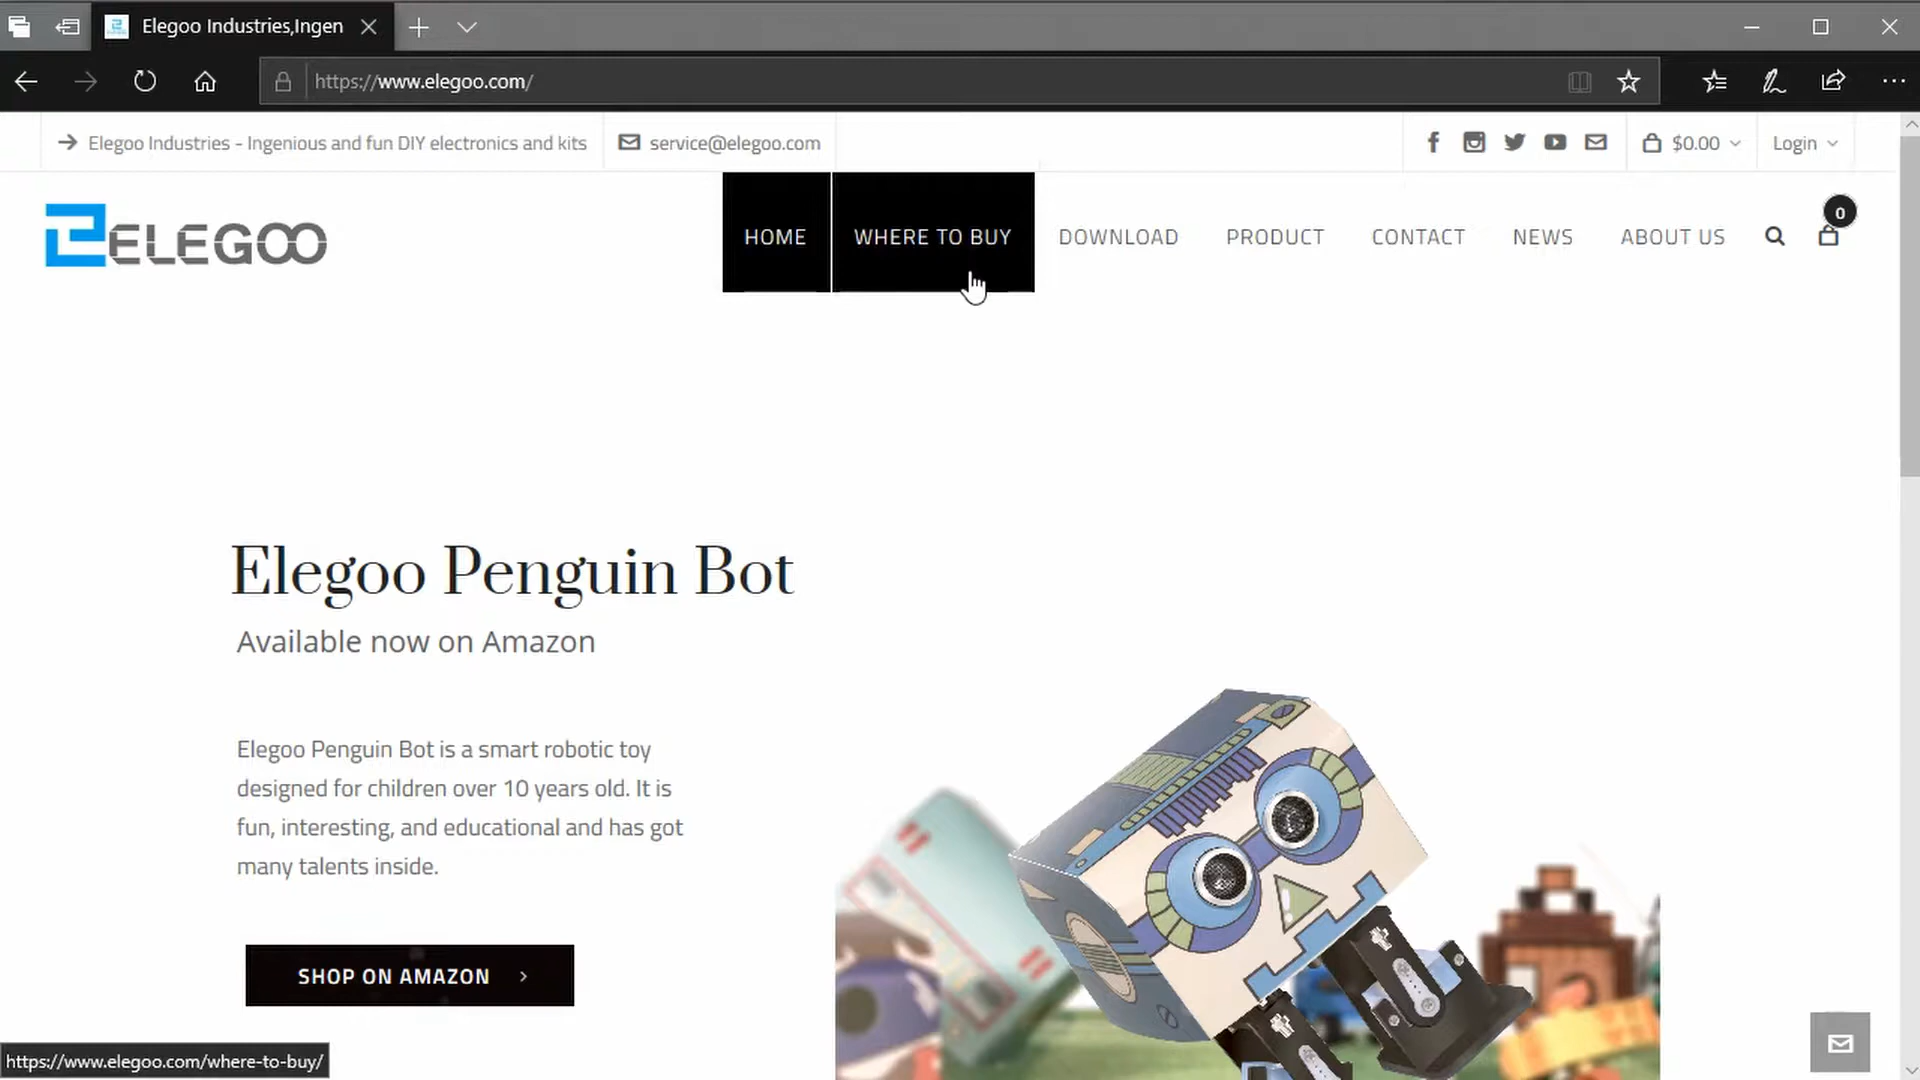 Elegoo Industries,Ingen
https://www.elegoo.com/
Elegoo Industries - Ingenious and fun DIY electronics and kits
service@elegoo.com
$0.00
Login
ELEGOO
HOME
WHERE TO BUY
DOWNLOAD
PRODUCT
CONTACT
NEWS
ABOUT US
0
Elegoo Penguin Bot
Available now on Amazon
Elegoo Penguin Bot is a smart robotic toy
designed for children over 10 years old. It is
fun, interesting, and educational and has got
many talents inside.
SHOP ON AMAZON
https://www.elegoo.com/where-to-buy/